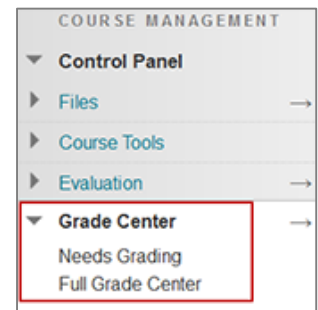 COURSE MANAGEMENT
Control Panel
Files
Course Tools
Evaluation
Grade Center
Needs Grading
Full Grade Center